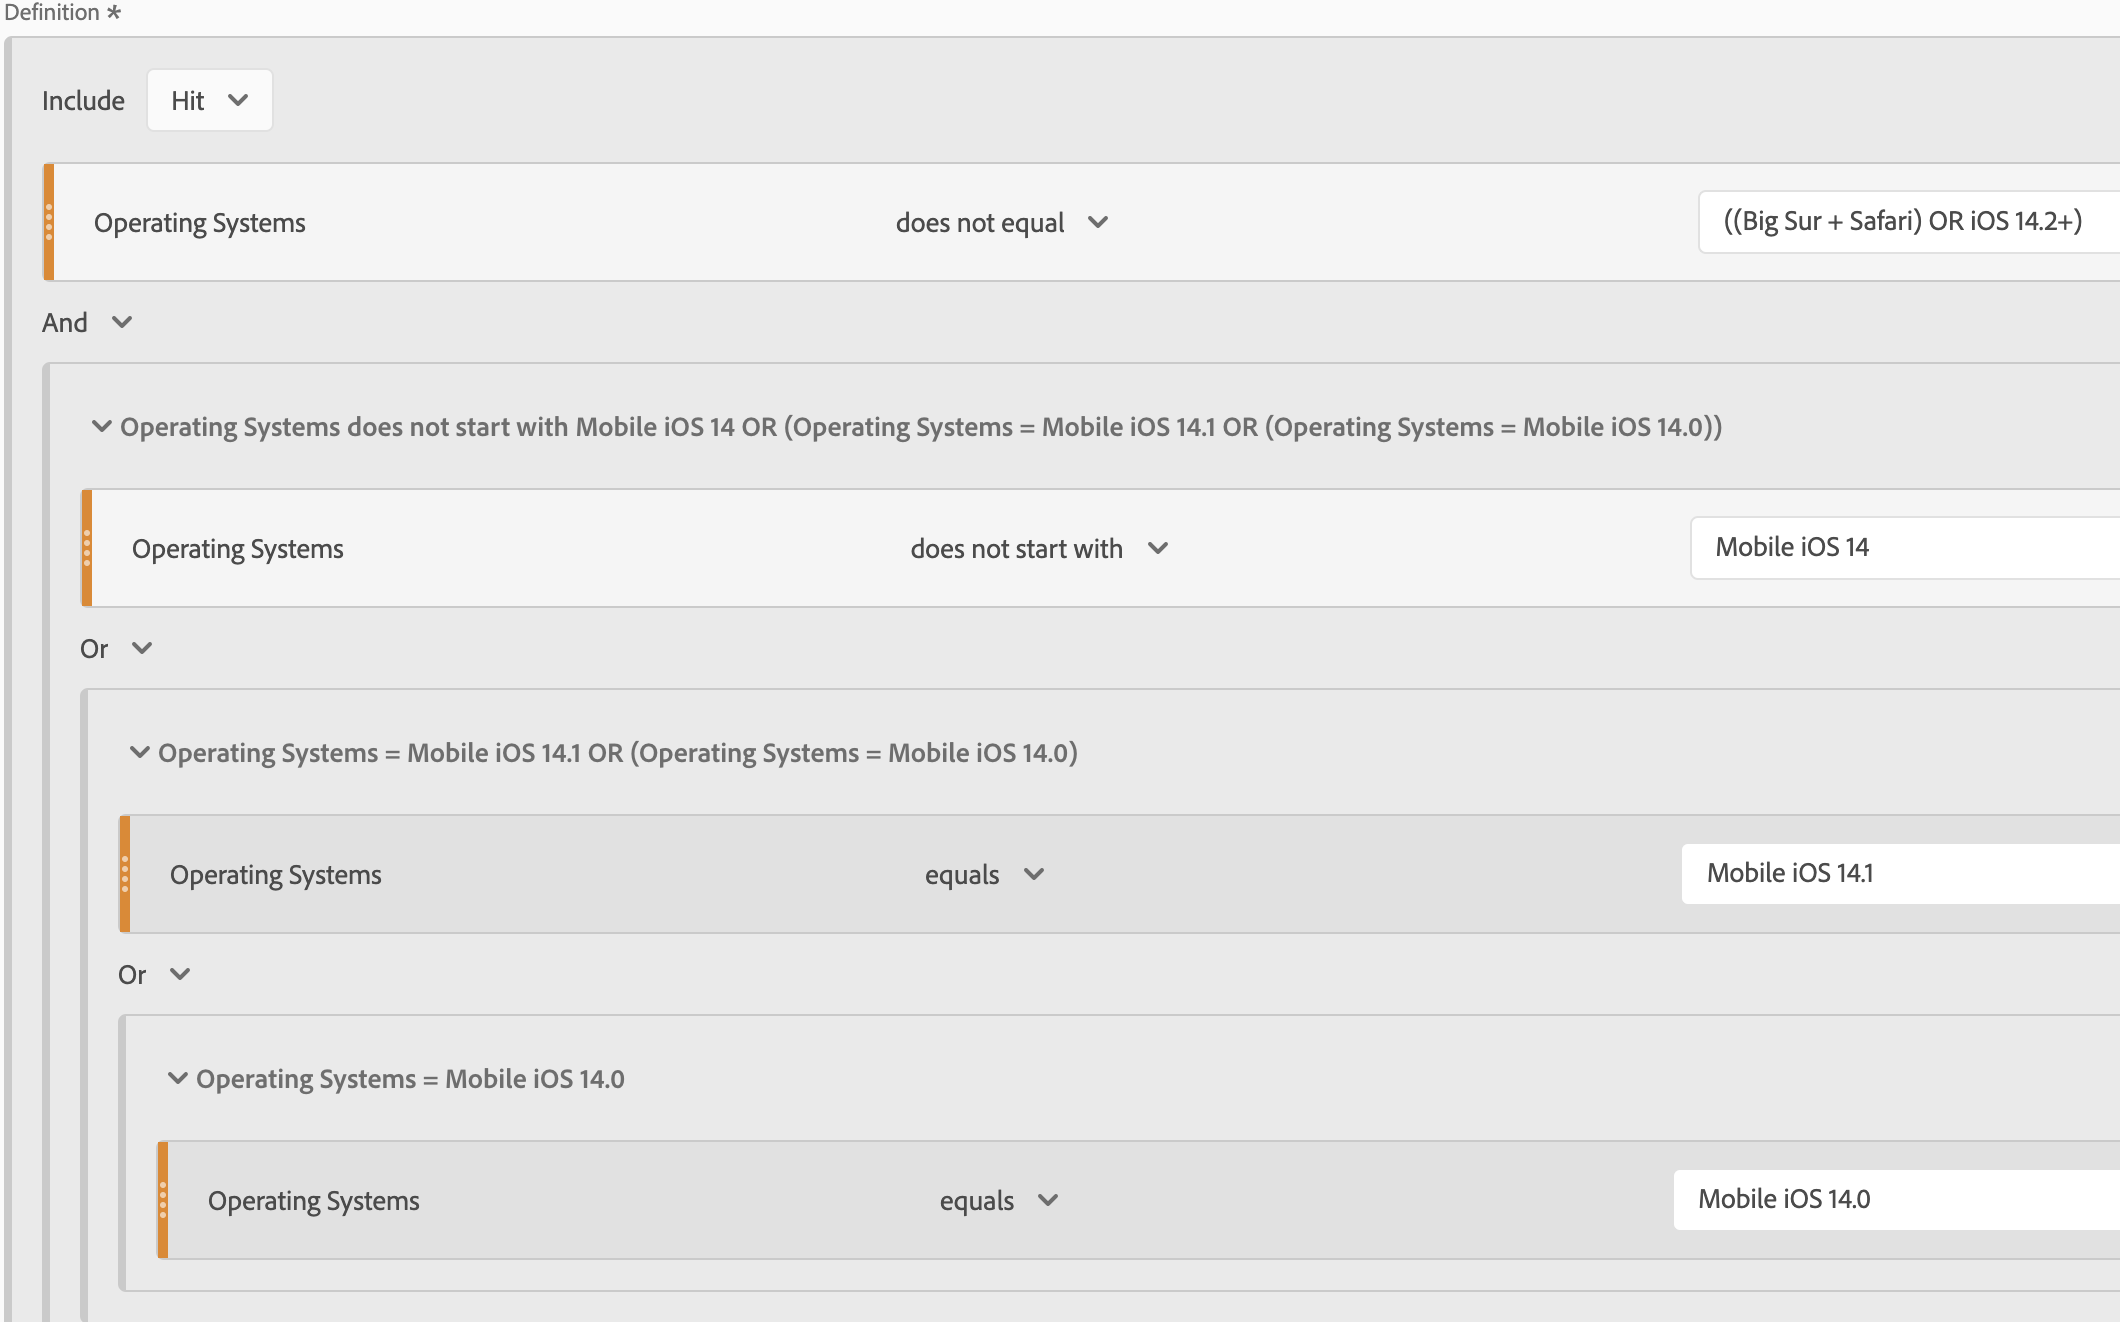 Definition *
Include Hit
Operating Systems does not equal ((Big Sur + Safari) OR iOS 14.2+)
And
Operating Systems does not start with Mobile iOS 14 OR (Operating Systems = Mobile iOS 14.1 OR (Operating Systems = Mobile iOS 14.0))
Operating Systems does not start with Mobile iOS 14
Or
Operating Systems = Mobile iOS 14.1 OR (Operating Systems = Mobile iOS 14.0)
Operating Systems equals Mobile iOS 14.1
Or
Operating Systems = Mobile iOS 14.0
Operating Systems equals Mobile iOS 14.0